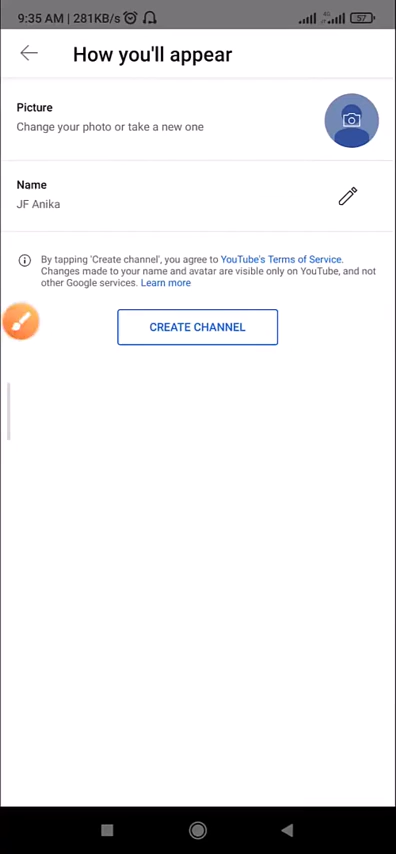 9:35 AM | 281KB/s
4G
57
How you'll appear
Picture
Change your photo or take a new one
Name
JF Anika
By tapping 'Create channel', you agree to YouTube's Terms of Service.
Changes made to your name and avatar are visible only on YouTube, and not
other Google services. Learn more
CREATE CHANNEL